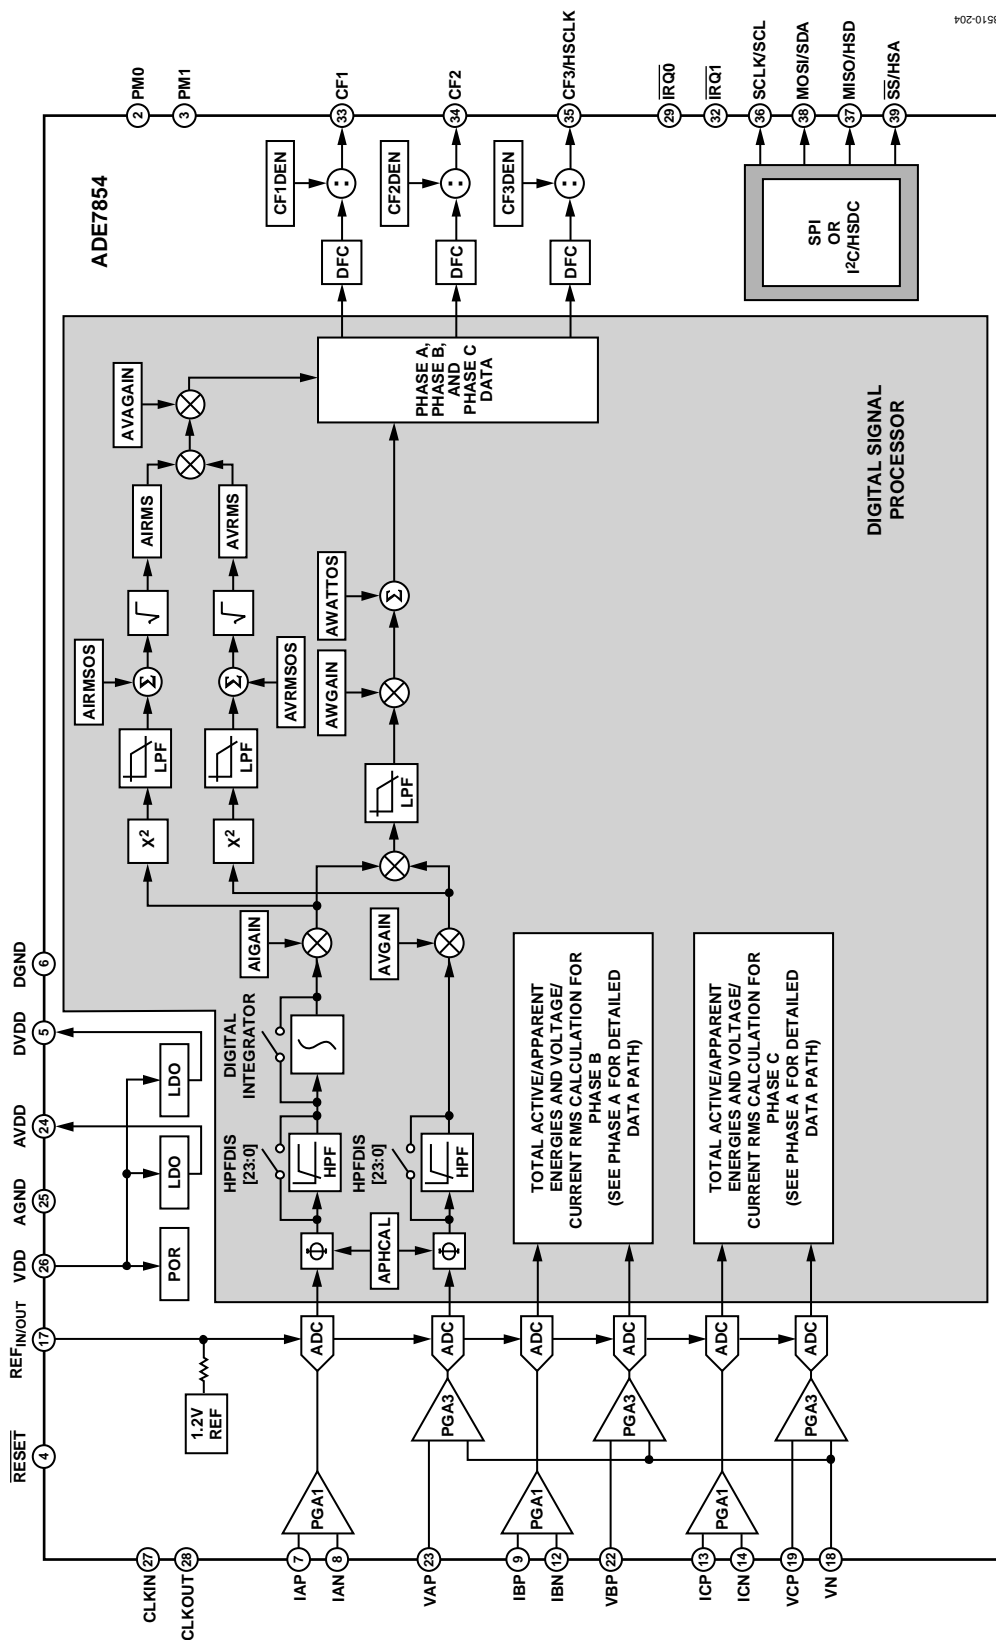 ADE7854
RESET
4
REFIN/OUT
17
VDD
26
AGND
25
AVDD
24
DVDD
5
DGND
6
CLKIN
27
CLKOUT
28
1.2V
REF
POR
LDO
LDO
IAP
7
IAN
8
PGA1
ADC
VAP
23
PGA3
ADC
IBP
9
IBN
12
PGA1
ADC
VBP
22
PGA3
ADC
ICP
13
ICN
14
PGA1
ADC
VCP
19
VN
18
PGA3
ADC
Φ
APHCAL
Φ
HPFDIS
[23:0]
HPF
HPFDIS
[23:0]
HPF
DIGITAL
INTEGRATOR
AIGAIN
AVGAIN
X²
LPF
AIRMSOS
Σ
√
AIRMS
X²
LPF
AVRMSOS
Σ
√
AVRMS
AVAGAIN
LPF
AWGAIN
AWATTOS
Σ
TOTAL ACTIVE/APPARENT
ENERGIES AND VOLTAGE/
CURRENT RMS CALCULATION FOR
PHASE B
(SEE PHASE A FOR DETAILED
DATA PATH)
TOTAL ACTIVE/APPARENT
ENERGIES AND VOLTAGE/
CURRENT RMS CALCULATION FOR
PHASE C
(SEE PHASE A FOR DETAILED
DATA PATH)
PHASE A,
PHASE B,
AND
PHASE C
DATA
DIGITAL SIGNAL
PROCESSOR
DFC
CF1DEN
:
DFC
CF2DEN
:
DFC
CF3DEN
:
SPI
OR
I²C/HSDC
2
PM0
3
PM1
33
CF1
34
CF2
35
CF3/HSCLK
29
IRQ0
32
IRQ1
36
SCLK/SCL
38
MOSI/SDA
37
MISO/HSD
39
SS/HSA
8510-204